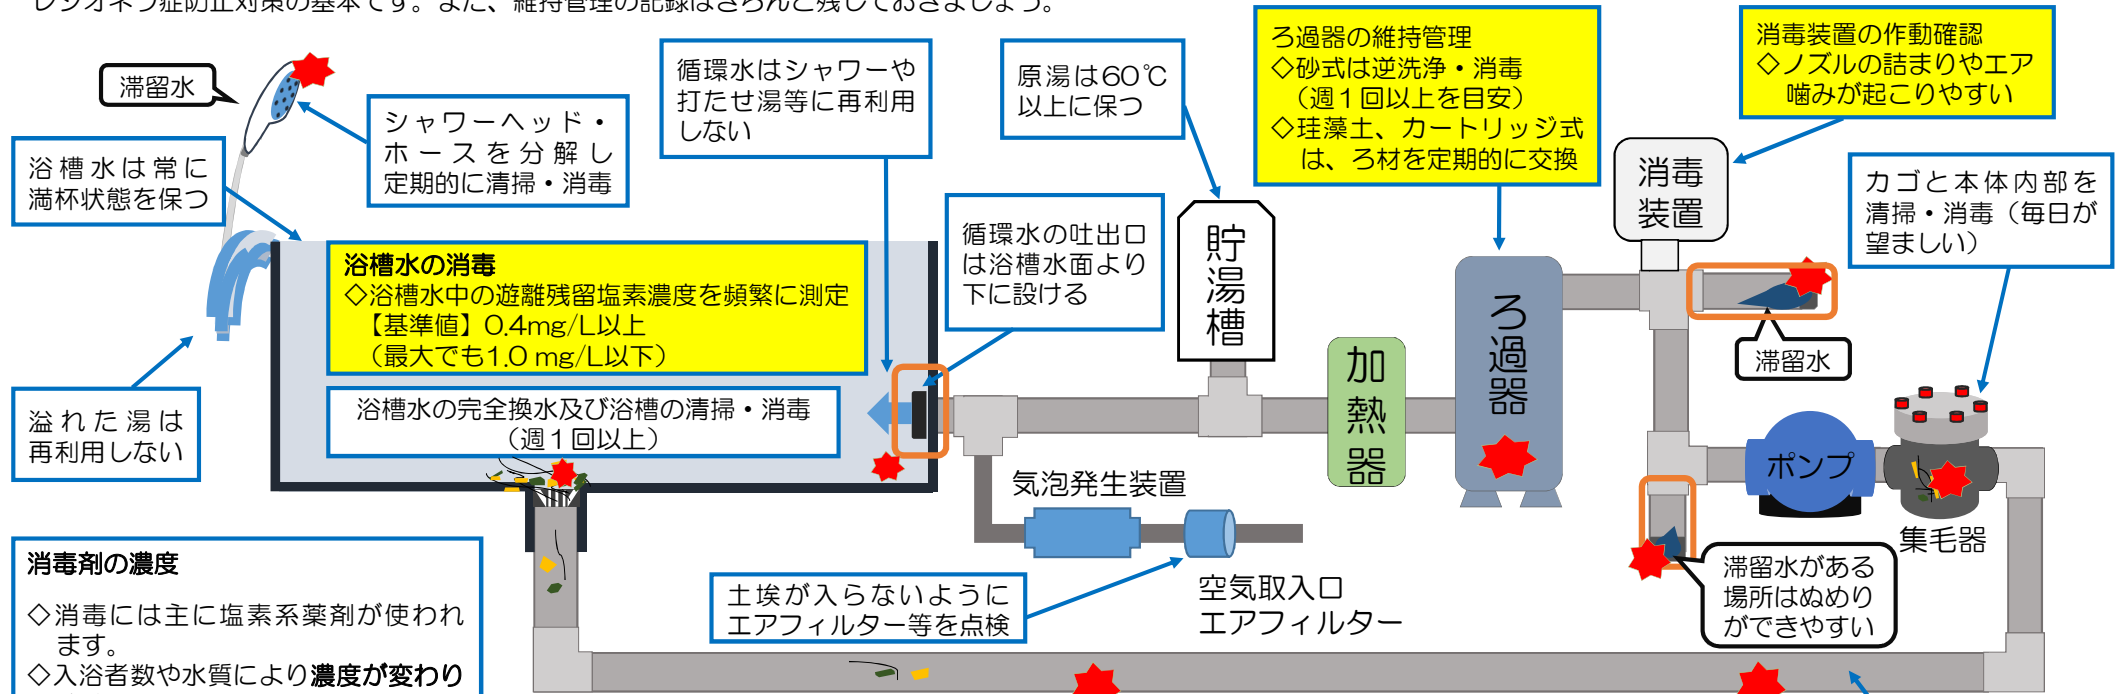 レジオネラ症防止対策の基本です。また、維持管理の記録はきちんと残しておきましょう。
滞留水
シャワーヘッド・
ホースを分解し
定期的に清掃・消毒
浴槽水は常に
満杯状態を保つ
溢れた湯は
再利用しない
循環水はシャワーや
打たせ湯等に再利用
しない
原湯は60℃
以上に保つ
ろ過器の維持管理
◇砂式は逆洗浄・消毒
（週1回以上を目安）
◇珪藻土、カートリッジ式
は、ろ材を定期的に交換
消毒装置の作動確認
◇ノズルの詰まりやエア
噛みが起こりやすい
消毒
装置
カゴと本体内部を
清掃・消毒（毎日が
望ましい）
浴槽水の消毒
◇浴槽水中の遊離残留塩素濃度を頻繁に測定
【基準値】0.4mg/L以上
（最大でも1.0 mg/L以下）
浴槽水の完全換水及び浴槽の清掃・消毒
（週1回以上）
循環水の吐出口
は浴槽水面より
下に設ける
貯湯槽
加熱器
ろ過器
滞留水
ポンプ
集毛器
滞留水がある
場所はぬめり
ができやすい
気泡発生装置
空気取入口
エアフィルター
土埃が入らないように
エアフィルター等を点検
消毒剤の濃度
◇消毒には主に塩素系薬剤が使われ
ます。
◇入浴者数や水質により濃度が変わり